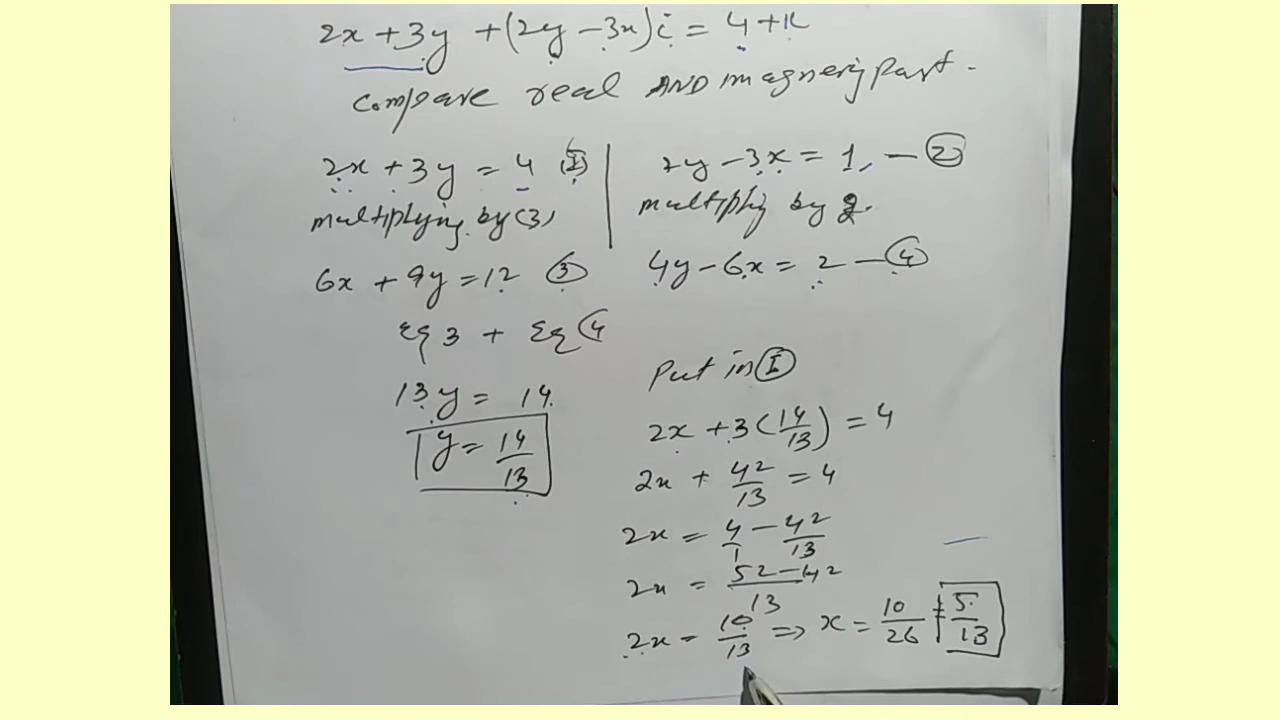 2x + 3y + (2y - 3x)i = 4 + i
compare real AND imagnery part.
2x + 3y = 4 (I)
multiplying by (3)
6x + 9y = 12 (3)
Eq 3 + Eq (4)
13y = 14
y = 14/13
2y - 3x = 1, — (2)
multiply by 2.
4y - 6x = 2 — (4)
Put in (I)
2x + 3(14/13) = 4
2x + 42/13 = 4
2x = 4/1 - 42/13
2x = 52 - 42/13
2x = 10/13 => x = 10/26 = 5/13